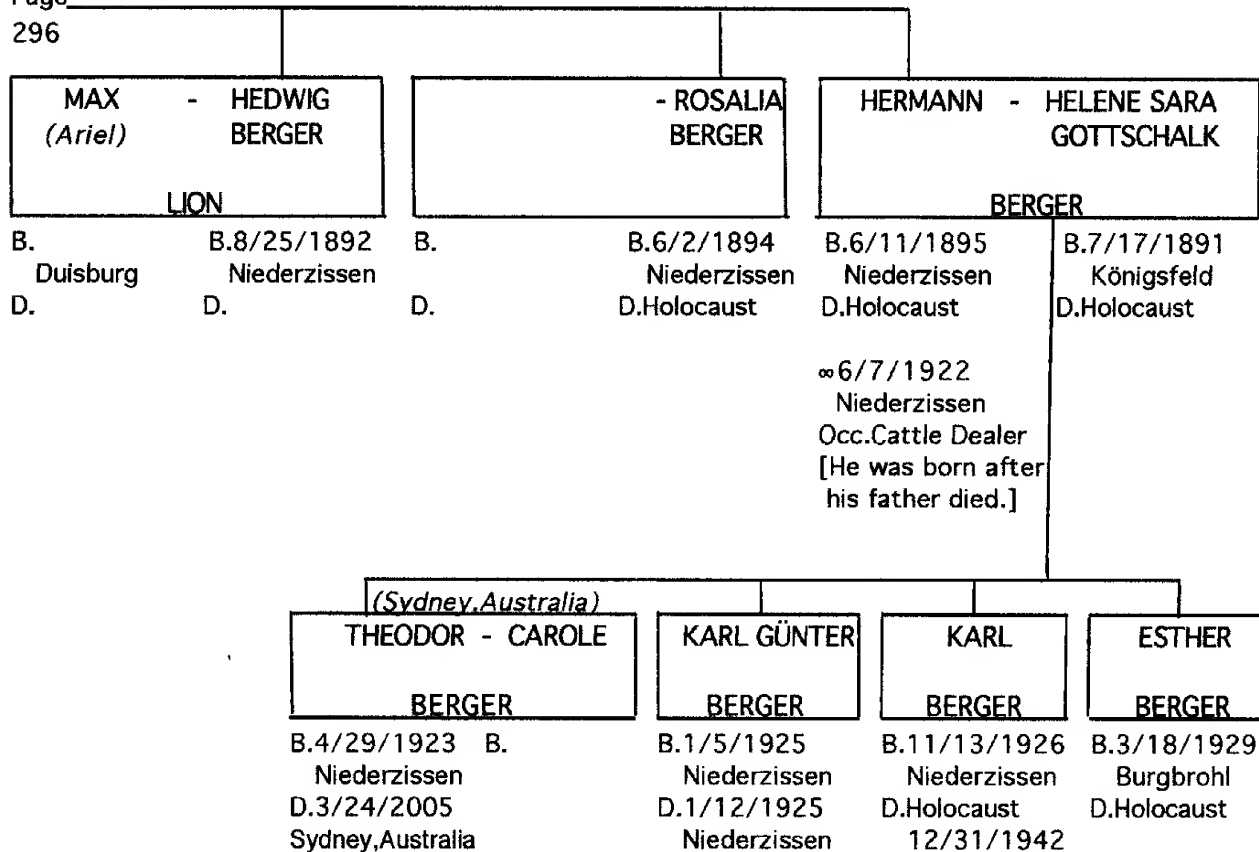 Page
296
MAX - HEDWIG
(Ariel) BERGER
LION
B. B.8/25/1892
Duisburg Niederzissen
D. D.
- ROSALIA
BERGER
B. B.6/2/1894
Niederzissen
D. D.Holocaust
HERMANN - HELENE SARA
GOTTSCHALK
BERGER
B.6/11/1895 B.7/17/1891
Niederzissen Königsfeld
D.Holocaust D.Holocaust
∞6/7/1922
Niederzissen
Occ.Cattle Dealer
[He was born after
his father died.]
(Sydney,Australia)
THEODOR - CAROLE
BERGER
B.4/29/1923 B.
Niederzissen
D.3/24/2005
Sydney,Australia
KARL GÜNTER
BERGER
B.1/5/1925
Niederzissen
D.1/12/1925
Niederzissen
KARL
BERGER
B.11/13/1926
Niederzissen
D.Holocaust
12/31/1942
ESTHER
BERGER
B.3/18/1929
Burgbrohl
D.Holocaust